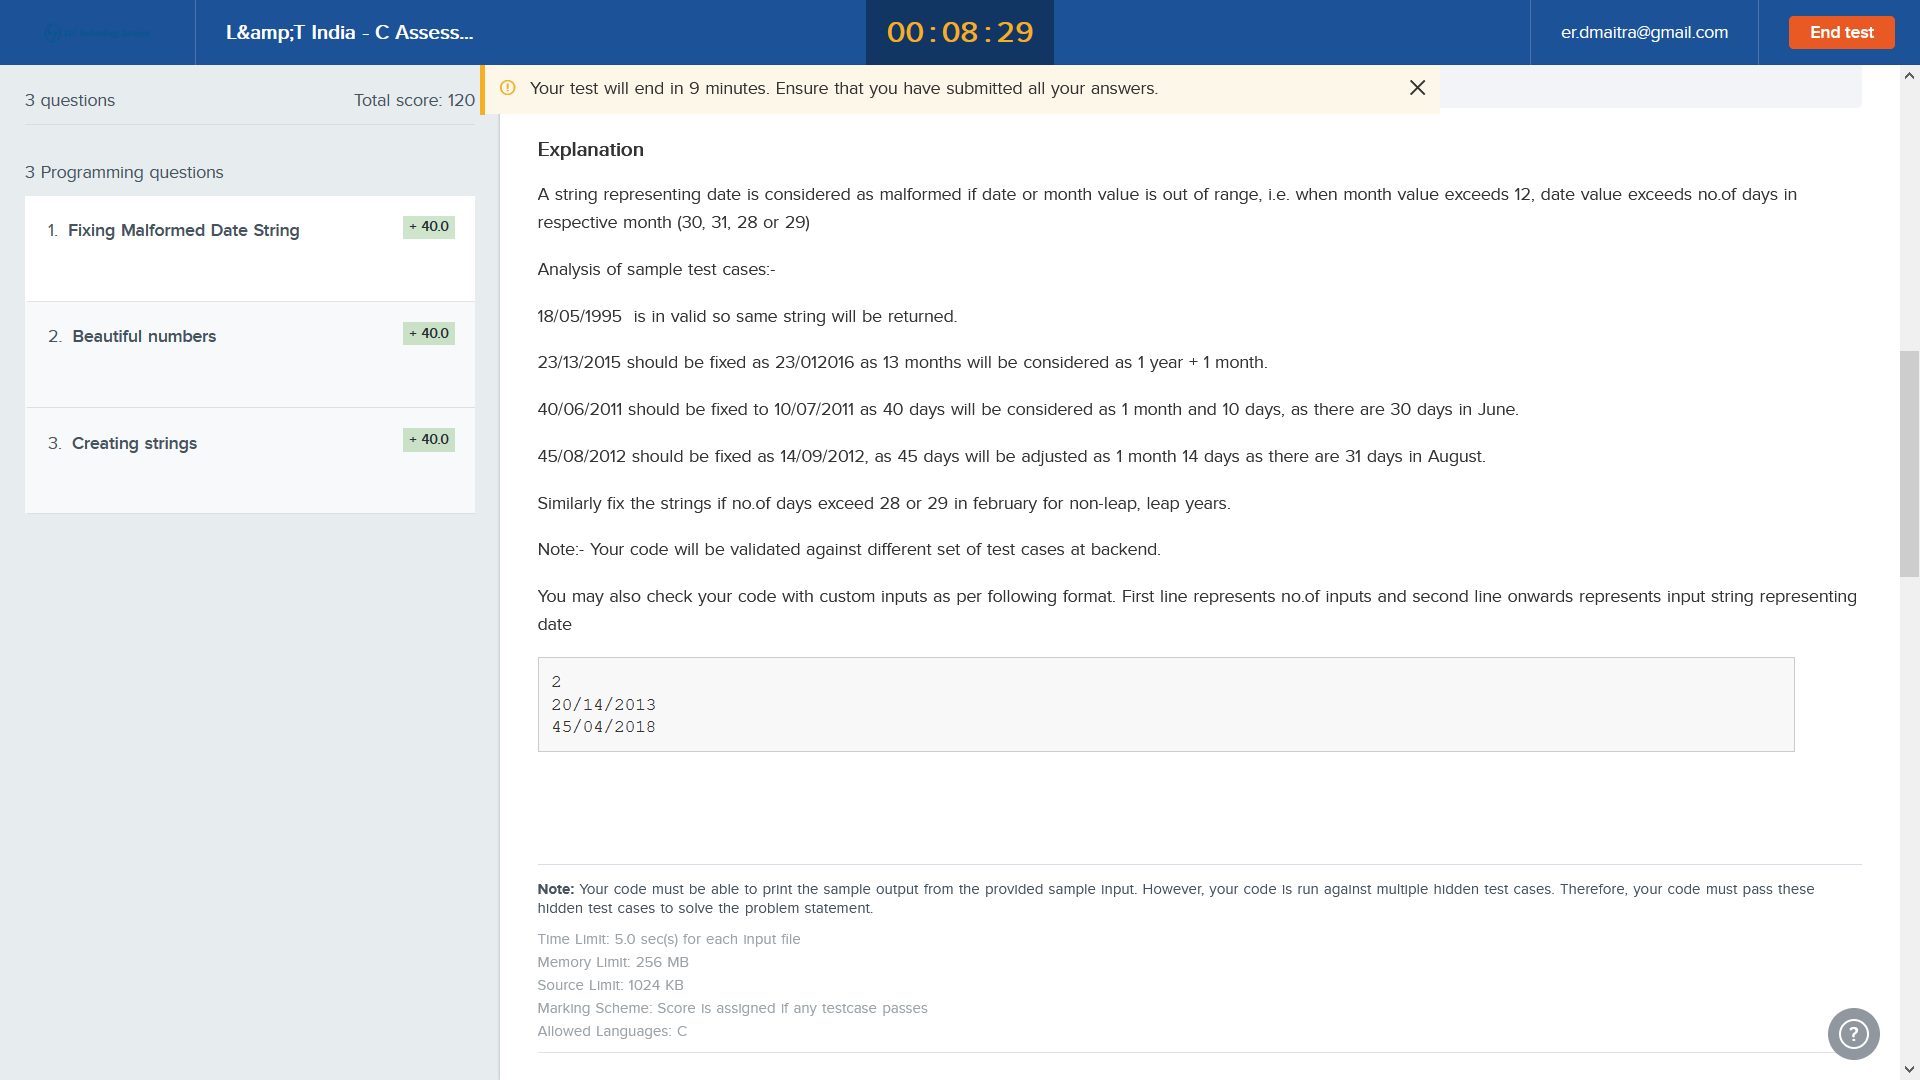 L&amp;T India - C Assess...
00:08:29
er.dmaitra@gmail.com
End test
3 questions
Total score: 120
Your test will end in 9 minutes. Ensure that you have submitted all your answers.
3 Programming questions
1. Fixing Malformed Date String
+ 40.0
2. Beautiful numbers
+ 40.0
3. Creating strings
+ 40.0
Explanation
A string representing date is considered as malformed if date or month value is out of range, i.e. when month value exceeds 12, date value exceeds no.of days in
respective month (30, 31, 28 or 29)
Analysis of sample test cases:-
18/05/1995 is in valid so same string will be returned.
23/13/2015 should be fixed as 23/012016 as 13 months will be considered as 1 year + 1 month.
40/06/2011 should be fixed to 10/07/2011 as 40 days will be considered as 1 month and 10 days, as there are 30 days in June.
45/08/2012 should be fixed as 14/09/2012, as 45 days will be adjusted as 1 month 14 days as there are 31 days in August.
Similarly fix the strings if no.of days exceed 28 or 29 in february for non-leap, leap years.
Note:- Your code will be validated against different set of test cases at backend.
You may also check your code with custom inputs as per following format. First line represents no.of inputs and second line onwards represents input string representing
date
2
20/14/2013
45/04/2018
Note: Your code must be able to print the sample output from the provided sample input. However, your code is run against multiple hidden test cases. Therefore, your code must pass these
hidden test cases to solve the problem statement.
Time Limit: 5.0 sec(s) for each input file
Memory Limit: 256 MB
Source Limit: 1024 KB
Marking Scheme: Score is assigned if any testcase passes
Allowed Languages: C
?